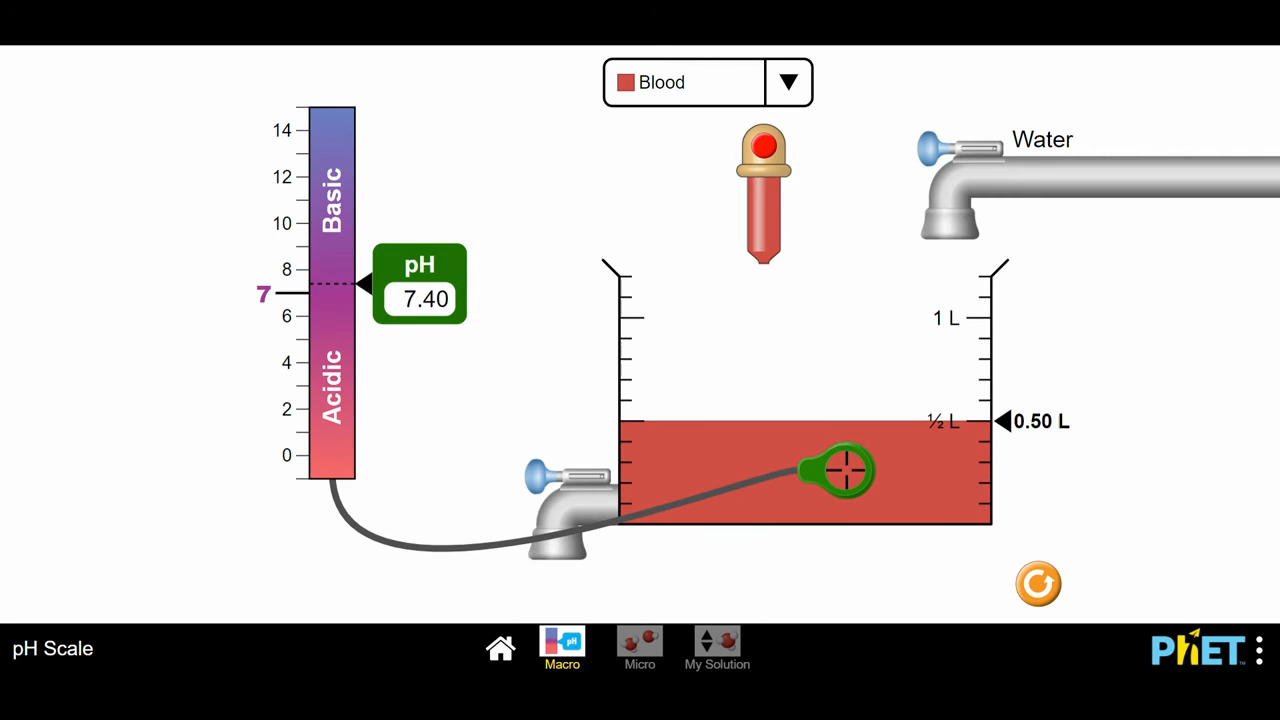 Blood
Water
14
12
10
8
7
6
4
2
0
Basic
Acidic
pH
7.40
1 L
½ L
0.50 L
pH Scale
pH
Macro
Micro
My Solution
PhET